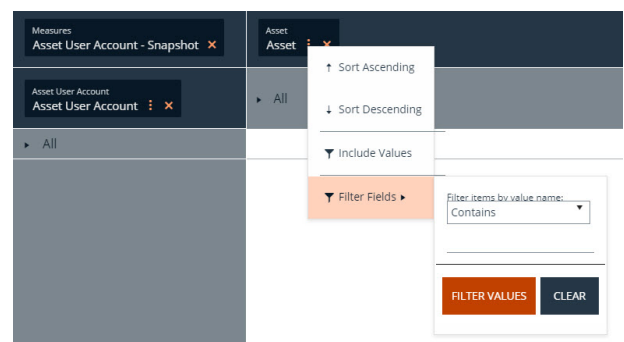 Measures
Asset User Account - Snapshot ×
Asset
Asset ⋮ ×
↑ Sort Ascending
Asset User Account
Asset User Account ⋮ ×
▸ All
↓ Sort Descending
▸ All
Include Values
Filter Fields ▸
Filter items by value name:
Contains ▼
FILTER VALUES
CLEAR